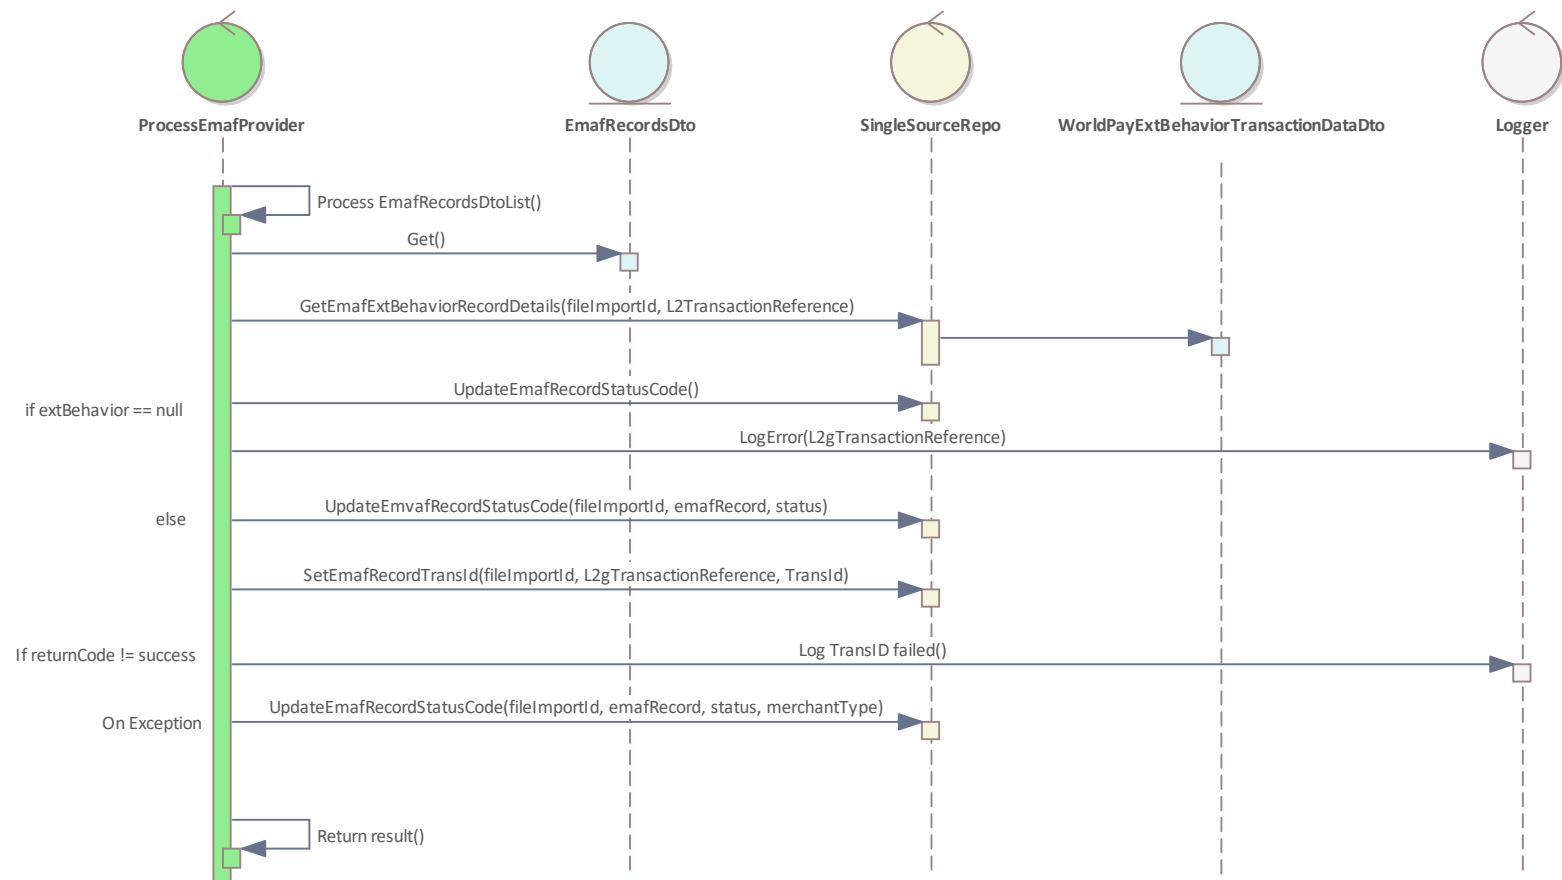 ProcessEmafProvider
EmafRecordsDto
SingleSourceRepo
WorldPayExtBehaviorTransactionDataDto
Logger
Process EmafRecordsDtoList()
Get()
GetEmafExtBehaviorRecordDetails(fileImportId, L2TransactionReference)
UpdateEmafRecordStatusCode()
if extBehavior == null
LogError(L2gTransactionReference)
UpdateEmvafRecordStatusCode(fileImportId, emafRecord, status)
else
SetEmafRecordTransId(fileImportId, L2gTransactionReference, TransId)
If returnCode != success
Log TransID failed()
UpdateEmafRecordStatusCode(fileImportId, emafRecord, status, merchantType)
On Exception
Return result()